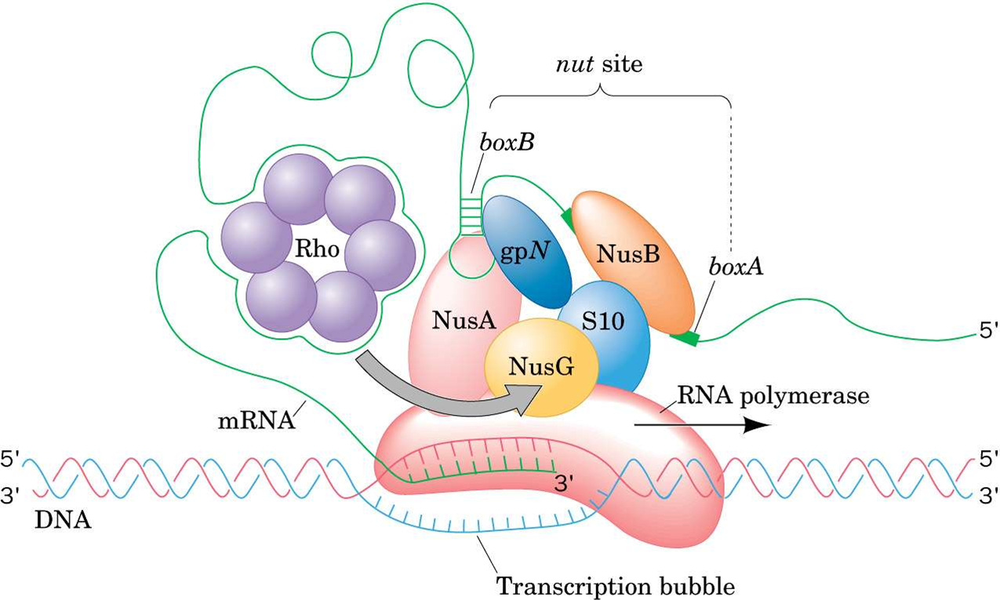 nut site
boxB
Rho
gpN
NusB
boxA
NusA
S10
5'
NusG
RNA polymerase
mRNA
5'
5'
3'
3'
3'
DNA
Transcription bubble